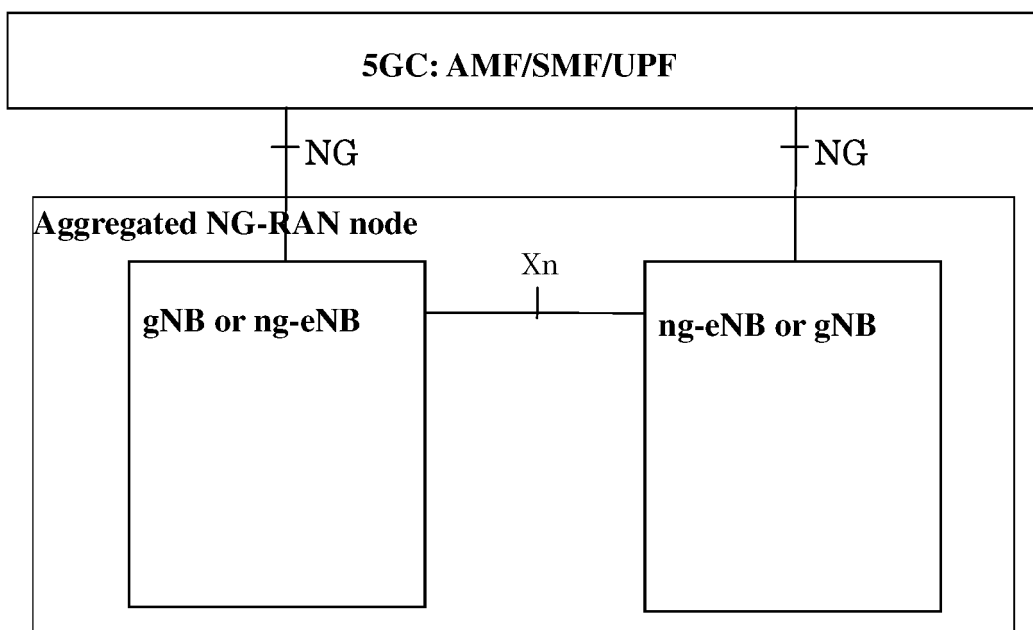 5GC: AMF/SMF/UPF
NG
NG
Aggregated NG-RAN node
Xn
gNB or ng-eNB
ng-eNB or gNB